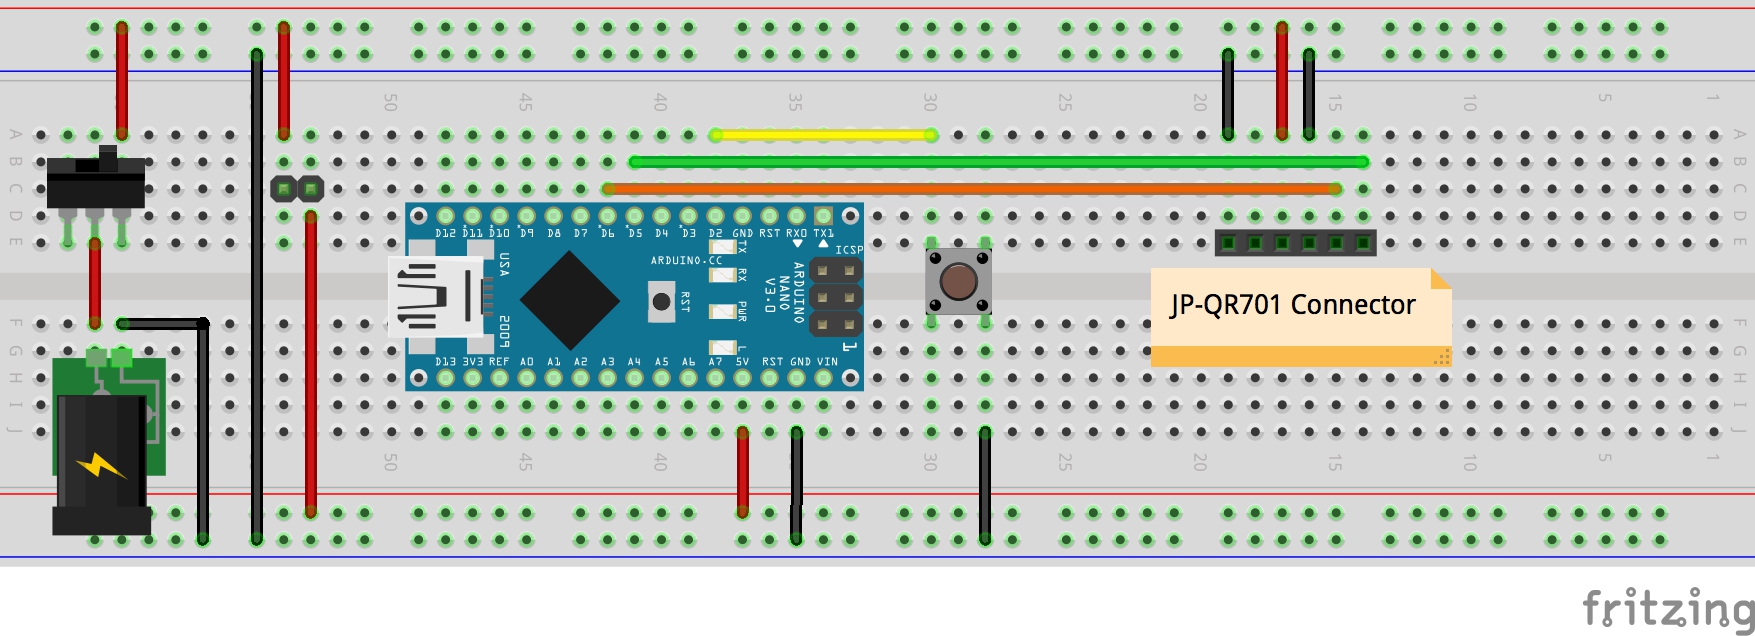 50 45 40 35 30 25 20 15 10 5 1
A A
B B
C C
D D
E E
D12 D11 D10 D9 D8 D7 D6 D5 D4 D3 D2 GND RST RX0 TX1
USA
2009
ARDUINO.CC
RST
TX
RX
PWR
L
ARDUINO
NANO
V3.0
ICSP
1
D13 3V3 REF A0 A1 A2 A3 A4 A5 A6 A7 5V RST GND VIN
JP-QR701 Connector
F F
G G
H H
I I
J J
50 45 40 35 30 25 20 15 10 5 1
fritzing